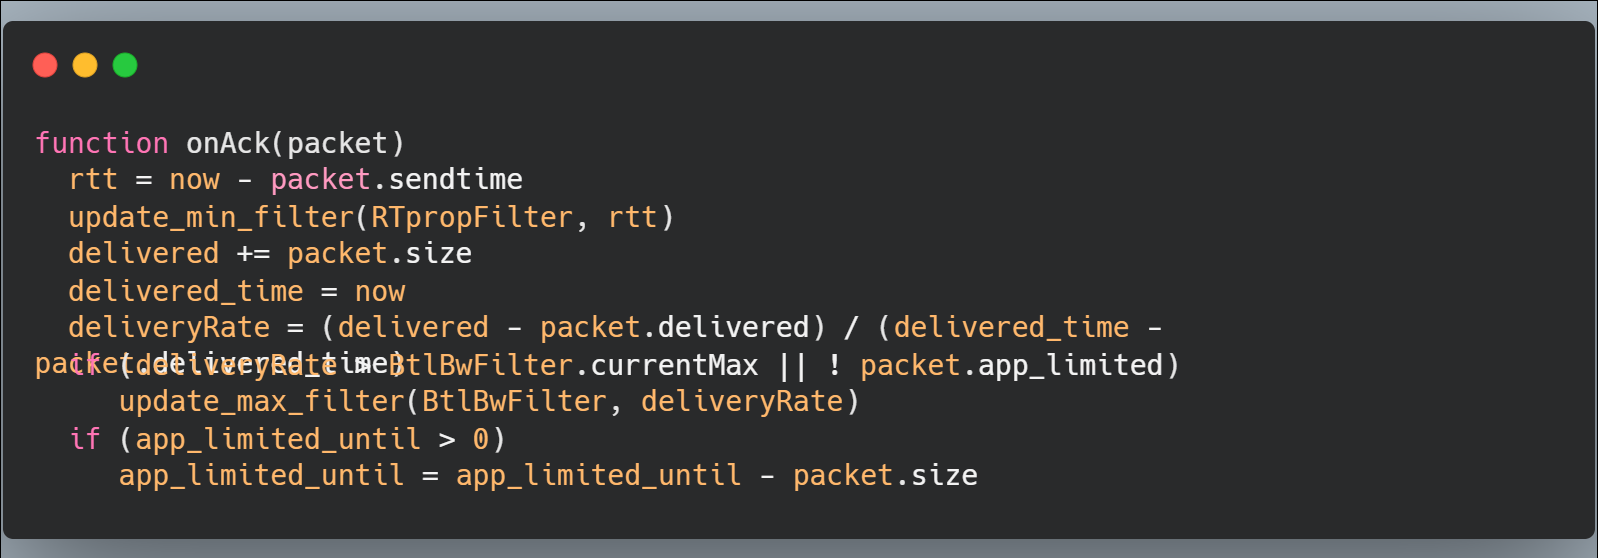 function onAck(packet)
rtt = now - packet.sendtime
update_min_filter(RTpropFilter, rtt)
delivered += packet.size
delivered_time = now
deliveryRate = (delivered - packet.delivered) / (delivered_time -
packet.delivered_time)
if (deliveryRate > BtlBwFilter.currentMax || ! packet.app_limited)
update_max_filter(BtlBwFilter, deliveryRate)
if (app_limited_until > 0)
app_limited_until = app_limited_until - packet.size